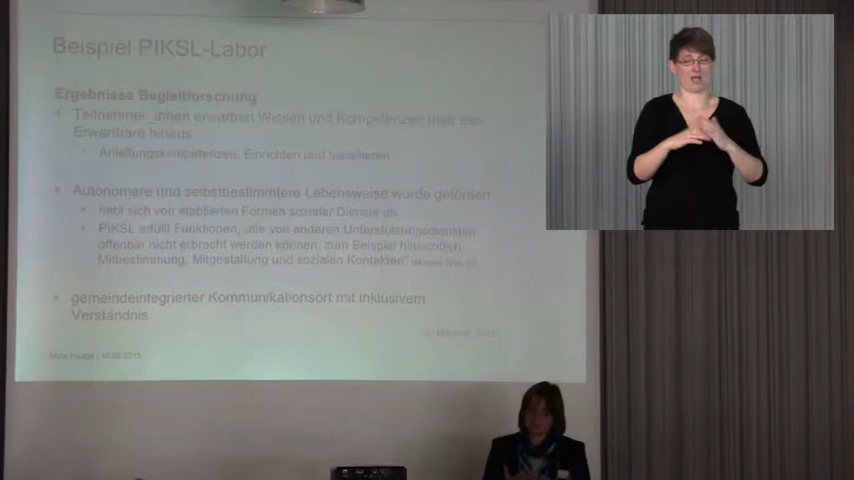 Beispiel PIKSL-Labor
Ergebnisse Begleitforschung
Teilnehmer_innen erwarben Wissen und Kompetenzen über das
Erwartbare hinaus
Anleitungskompetenzen, Einrichten und Installieren
Autonomere und selbstbestimmtere Lebensweise wurde gefördert
hebt sich von etablierten Formen sozialer Dienste ab
PIKSL erfüllt Funktionen, „die von anderen Unterstützungsdiensten
offenbar nicht erbracht werden können, zum Beispiel hinsichtlich
Mitbestimmung, Mitgestaltung und sozialen Kontakten“
gemeindeintegrierter Kommunikationsort mit inklusivem
Verständnis